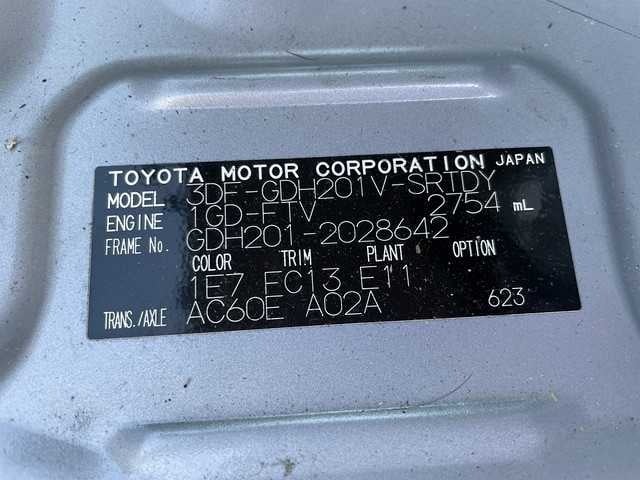 TOYOTA MOTOR CORPORATION JAPAN
MODEL 3DF-GDH201V-SRTDY
ENGINE 1GD-FTV 2754 mL
FRAME No. GDH201-2028642
COLOR TRIM PLANT OPTION
1E7 FC13 E11
TRANS./AXLE AC60E A02A 623